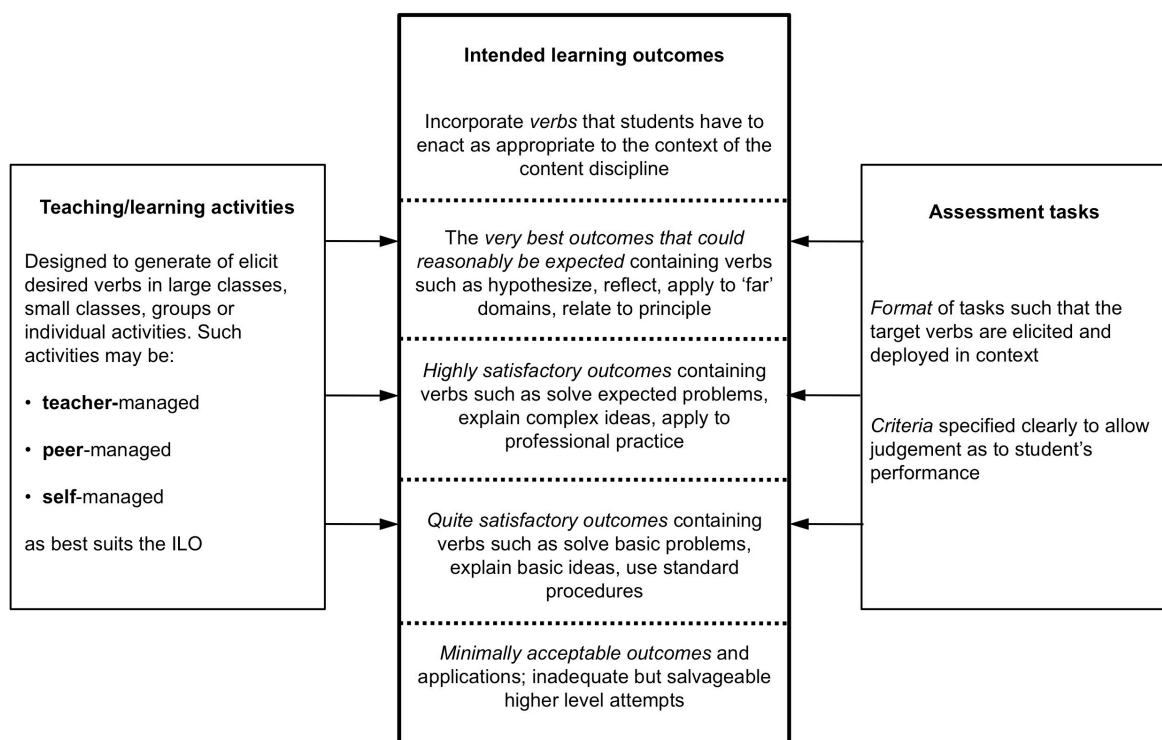 Teaching/learning activities
Designed to generate of elicit
desired verbs in large classes,
small classes, groups or
individual activities. Such
activities may be:
• teacher-managed
• peer-managed
• self-managed
as best suits the ILO
Intended learning outcomes
Incorporate verbs that students have to
enact as appropriate to the context of the
content discipline
The very best outcomes that could
reasonably be expected containing verbs
such as hypothesize, reflect, apply to ‘far’
domains, relate to principle
Highly satisfactory outcomes containing
verbs such as solve expected problems,
explain complex ideas, apply to
professional practice
Quite satisfactory outcomes containing
verbs such as solve basic problems,
explain basic ideas, use standard
procedures
Minimally acceptable outcomes and
applications; inadequate but salvageable
higher level attempts
Assessment tasks
Format of tasks such that the
target verbs are elicited and
deployed in context
Criteria specified clearly to allow
judgement as to student’s
performance